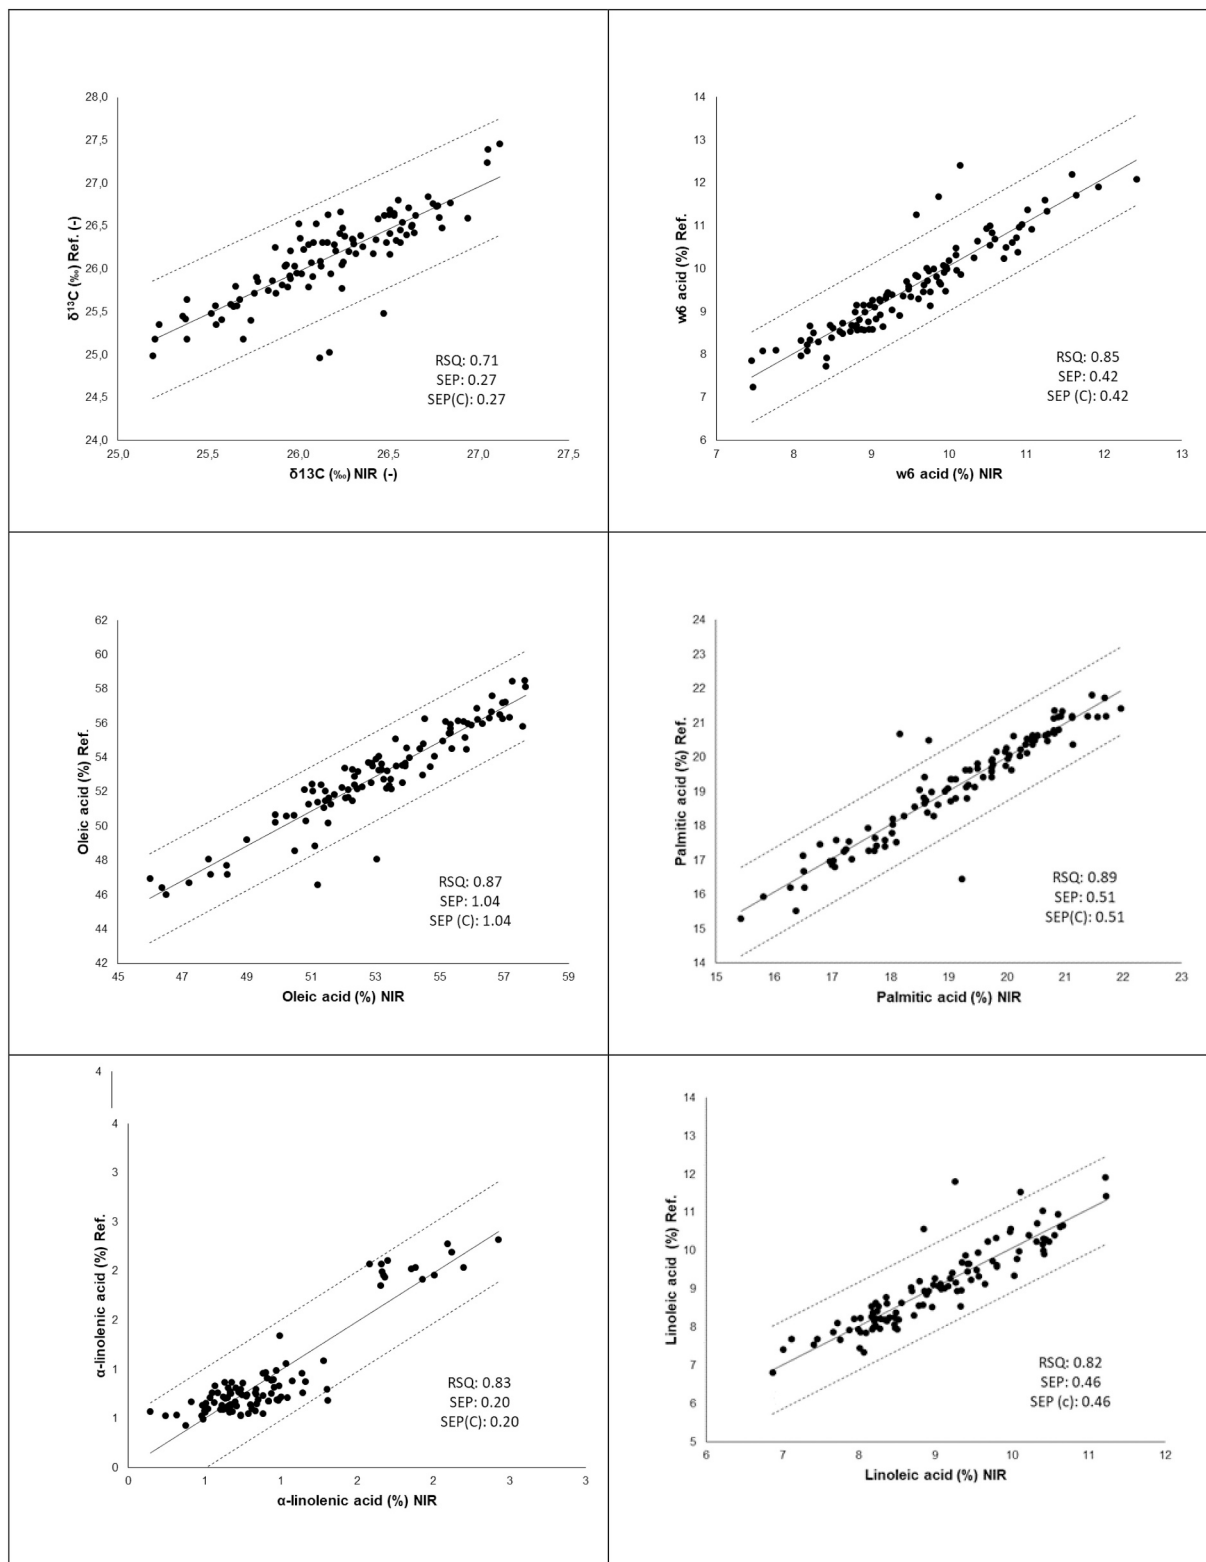 28,0
27,5
27,0
26,5
26,0
25,5
25,0
24,5
24,0
δ¹³C (‰) Ref. (-)
RSQ: 0.71
SEP: 0.27
SEP(C): 0.27
25,0 25,5 26,0 26,5 27,0 27,5
δ13C (‰) NIR (-)
14
13
12
11
10
9
8
7
6
w6 acid (%) Ref.
RSQ: 0.85
SEP: 0.42
SEP (C): 0.42
7 8 9 10 11 12 13
w6 acid (%) NIR
62
60
58
56
54
52
50
48
46
44
42
Oleic acid (%) Ref.
RSQ: 0.87
SEP: 1.04
SEP (C): 1.04
45 47 49 51 53 55 57 59
Oleic acid (%) NIR
24
23
22
21
20
19
18
17
16
15
14
Palmitic acid (%) Ref.
RSQ: 0.89
SEP: 0.51
SEP(C): 0.51
15 16 17 18 19 20 21 22 23
Palmitic acid (%) NIR
4
4
3
3
2
2
1
1
0
α-linolenic acid (%) Ref.
RSQ: 0.83
SEP: 0.20
SEP(C): 0.20
0 1 1 2 2 3 3
α-linolenic acid (%) NIR
14
13
12
11
10
9
8
7
6
5
Linoleic acid (%) Ref.
RSQ: 0.82
SEP: 0.46
SEP (c): 0.46
6 7 8 9 10 11 12
Linoleic acid (%) NIR